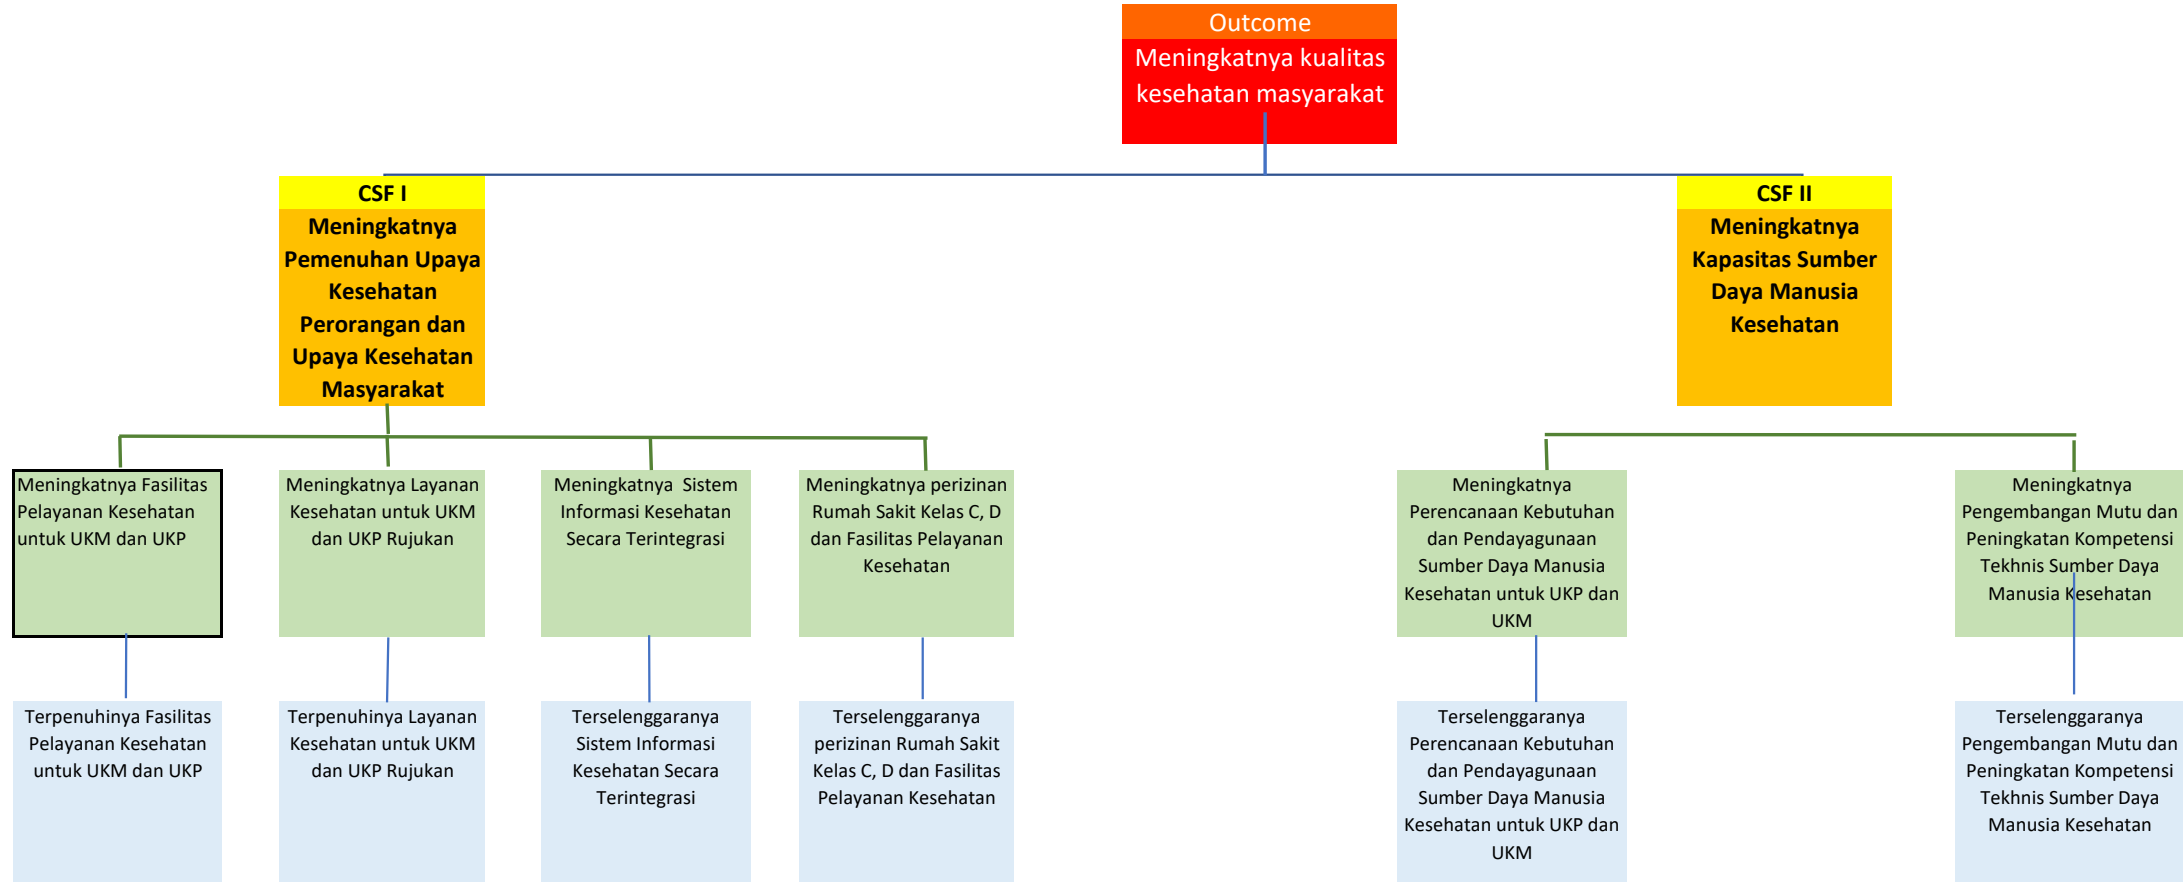 Outcome
Meningkatnya kualitas
kesehatan masyarakat
CSF I
Meningkatnya
Pemenuhan Upaya
Kesehatan
Perorangan dan
Upaya Kesehatan
Masyarakat
CSF II
Meningkatnya
Kapasitas Sumber
Daya Manusia
Kesehatan
Meningkatnya Fasilitas
Pelayanan Kesehatan
untuk UKM dan UKP
Meningkatnya Layanan
Kesehatan untuk UKM
dan UKP Rujukan
Meningkatnya Sistem
Informasi Kesehatan
Secara Terintegrasi
Meningkatnya perizinan
Rumah Sakit Kelas C, D
dan Fasilitas Pelayanan
Kesehatan
Meningkatnya
Perencanaan Kebutuhan
dan Pendayagunaan
Sumber Daya Manusia
Kesehatan untuk UKP dan
UKM
Meningkatnya
Pengembangan Mutu dan
Peningkatan Kompetensi
Tekhnis Sumber Daya
Manusia Kesehatan
Terpenuhinya Fasilitas
Pelayanan Kesehatan
untuk UKM dan UKP
Terpenuhinya Layanan
Kesehatan untuk UKM
dan UKP Rujukan
Terselenggaranya
Sistem Informasi
Kesehatan Secara
Terintegrasi
Terselenggaranya
perizinan Rumah Sakit
Kelas C, D dan Fasilitas
Pelayanan Kesehatan
Terselenggaranya
Perencanaan Kebutuhan
dan Pendayagunaan
Sumber Daya Manusia
Kesehatan untuk UKP dan
UKM
Terselenggaranya
Pengembangan Mutu dan
Peningkatan Kompetensi
Tekhnis Sumber Daya
Manusia Kesehatan